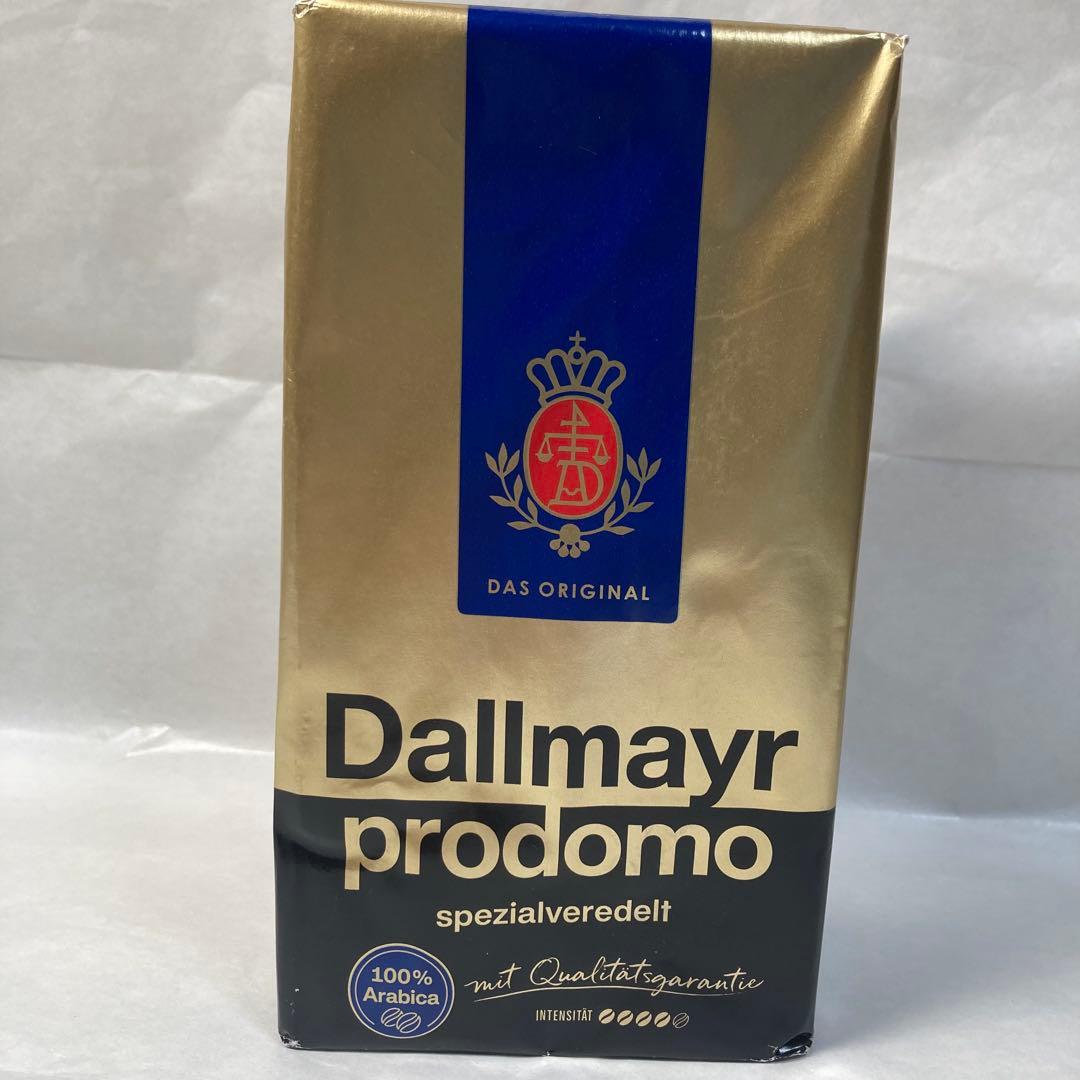 DAS ORIGINAL
Dallmayr
prodomo
spezialveredelt
100%
Arabica
mit Qualitätsgarantie
INTENSITÄT